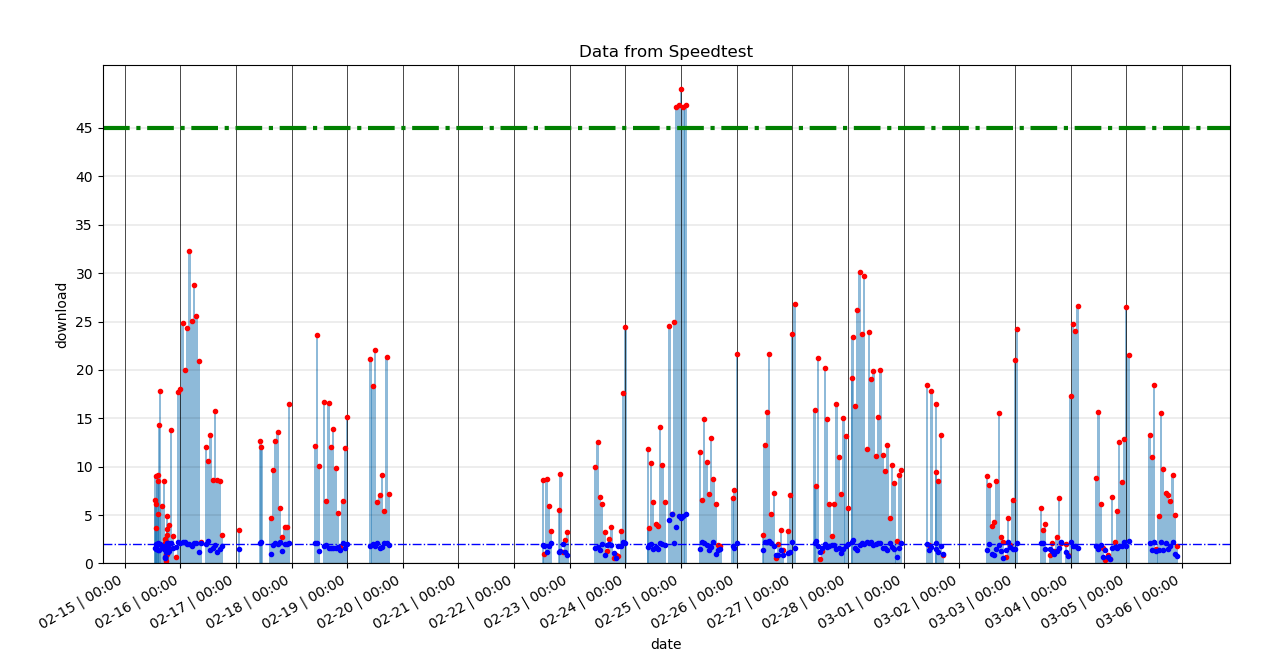 Data from Speedtest
download
45
40
35
30
25
20
15
10
5
0
02-15 | 00:00
02-16 | 00:00
02-17 | 00:00
02-18 | 00:00
02-19 | 00:00
02-20 | 00:00
02-21 | 00:00
02-22 | 00:00
02-23 | 00:00
02-24 | 00:00
02-25 | 00:00
02-26 | 00:00
02-27 | 00:00
02-28 | 00:00
03-01 | 00:00
03-02 | 00:00
03-03 | 00:00
03-04 | 00:00
03-05 | 00:00
03-06 | 00:00
date